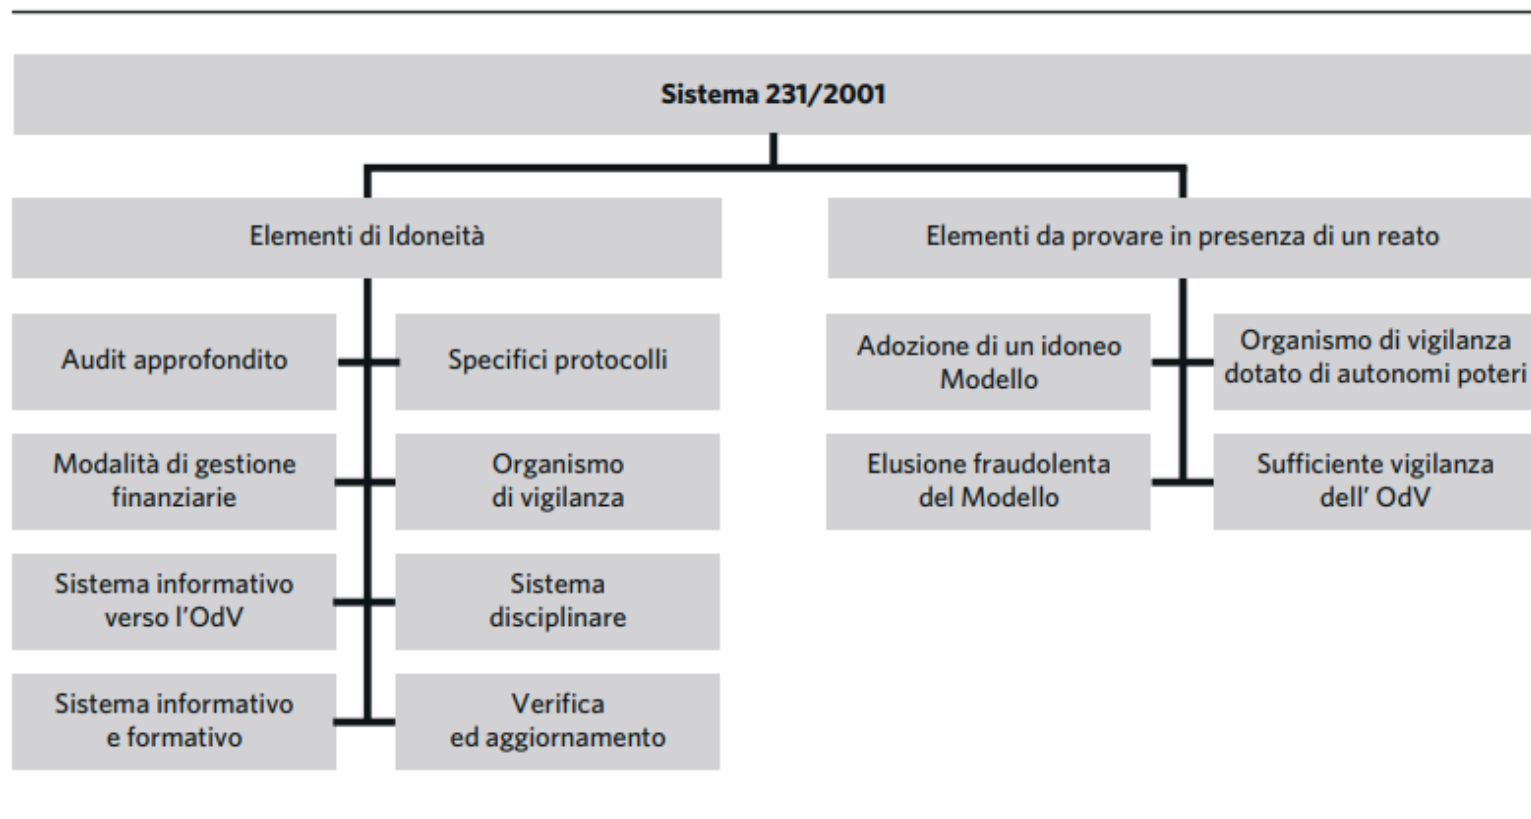 Sistema 231/2001
Elementi di Idoneità
Elementi da provare in presenza di un reato
Audit approfondito
Specifici protocolli
Adozione di un idoneo
Modello
Organismo di vigilanza
dotato di autonomi poteri
Modalità di gestione
finanziarie
Organismo
di vigilanza
Elusione fraudolenta
del Modello
Sufficiente vigilanza
dell' OdV
Sistema informativo
verso l'OdV
Sistema
disciplinare
Sistema informativo
e formativo
Verifica
ed aggiornamento